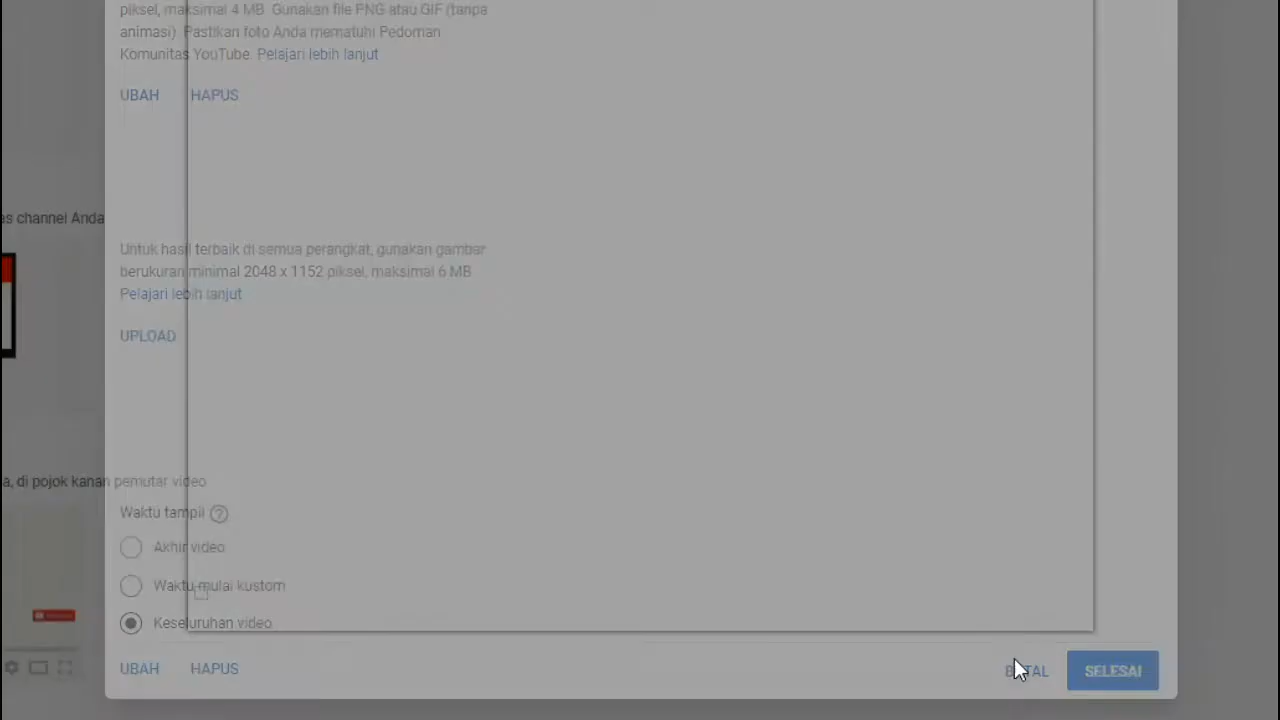 piksel, maksimal 4 MB. Gunakan file PNG atau GIF (tanpa
animasi). Pastikan foto Anda mematuhi Pedoman
Komunitas YouTube. Pelajari lebih lanjut
UBAH HAPUS
as channel Anda
Untuk hasil terbaik di semua perangkat, gunakan gambar
berukuran minimal 2048 x 1152 piksel, maksimal 6 MB.
Pelajari lebih lanjut
UPLOAD
a, di pojok kanan pemutar video
Waktu tampil
Akhir video
Waktu mulai kustom
Keseluruhan video
UBAH HAPUS BATAL SELESAI